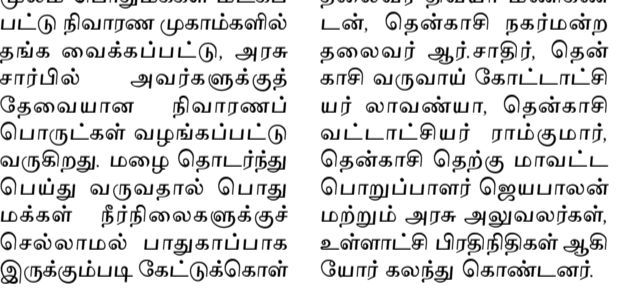 பட்டு நிவாரண முகாம்களில்
தங்க வைக்கப்பட்டு, அரசு
சார்பில் அவர்களுக்குத்
தேவையான நிவாரணப்
பொருட்கள் வழங்கப்பட்டு
வருகிறது. மழை தொடர்ந்து
பெய்து வருவதால் பொது
மக்கள் நீர்நிலைகளுக்குச்
செல்லாமல் பாதுகாப்பாக
இருக்கும்படி கேட்டுக்கொள்
டன், தென்காசி நகர்மன்ற
தலைவர் ஆர்.சாதிர், தென்
காசி வருவாய் கோட்டாட்சி
யர் லாவண்யா, தென்காசி
வட்டாட்சியர் ராம்குமார்,
தென்காசி தெற்கு மாவட்ட
பொறுப்பாளர் ஜெயபாலன்
மற்றும் அரசு அலுவலர்கள்,
உள்ளாட்சி பிரதிநிதிகள் ஆகி
யோர் கலந்து கொண்டனர்.